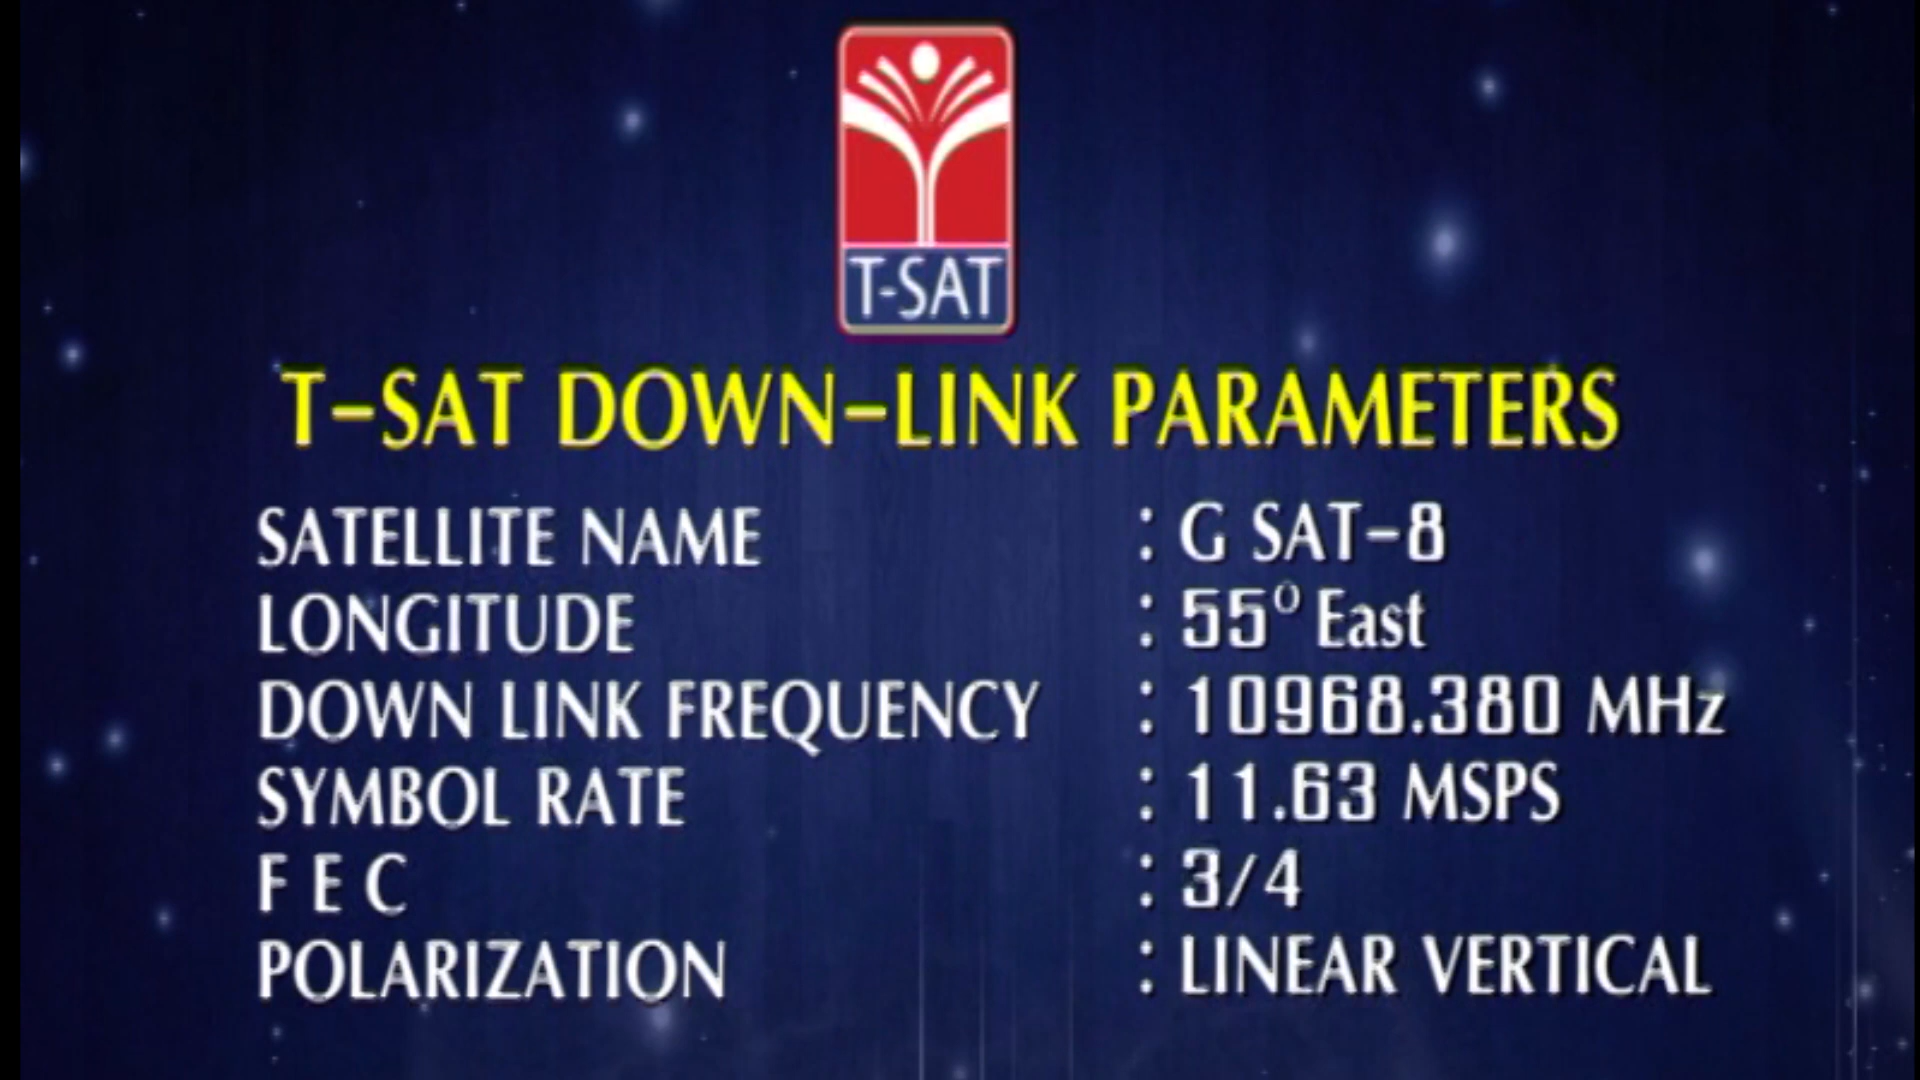 T-SAT
T-SAT DOWN-LINK PARAMETERS
SATELLITE NAME : G SAT-8
LONGITUDE : 55° East
DOWN LINK FREQUENCY : 10968.380 MHz
SYMBOL RATE : 11.63 MSPS
F E C : 3/4
POLARIZATION : LINEAR VERTICAL